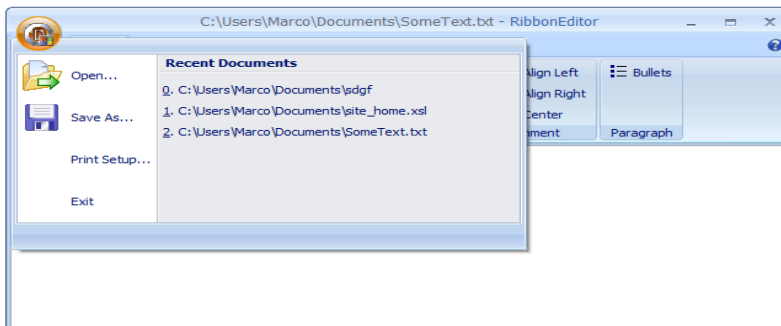 C:\Users\Marco\Documents\SomeText.txt - RibbonEditor
Open...
Save As...
Print Setup...
Exit
Recent Documents
0. C:\Users\Marco\Documents\sdgf
1. C:\Users\Marco\Documents\site_home.xsl
2. C:\Users\Marco\Documents\SomeText.txt
Align Left
Align Right
Center
Bullets
Paragraph